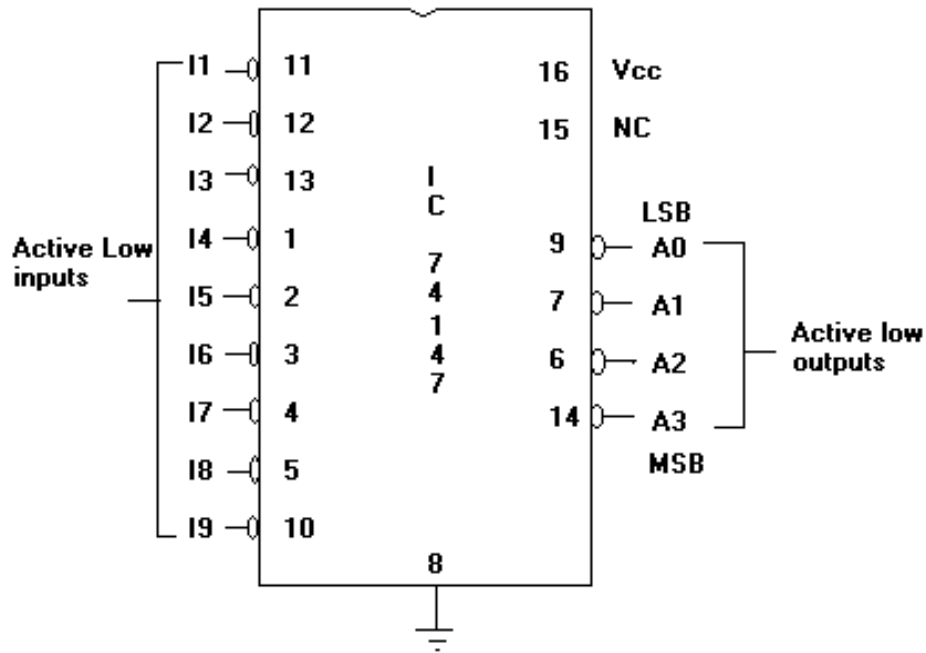 I1 11 16 Vcc
I2 12 15 NC
I3 13
I
C
7
4
1
4
7
LSB
I4 1 9 A0
Active Low
inputs
I5 2 7 A1
Active low
outputs
I6 3 6 A2
I7 4 14 A3
MSB
I8 5
I9 10
8